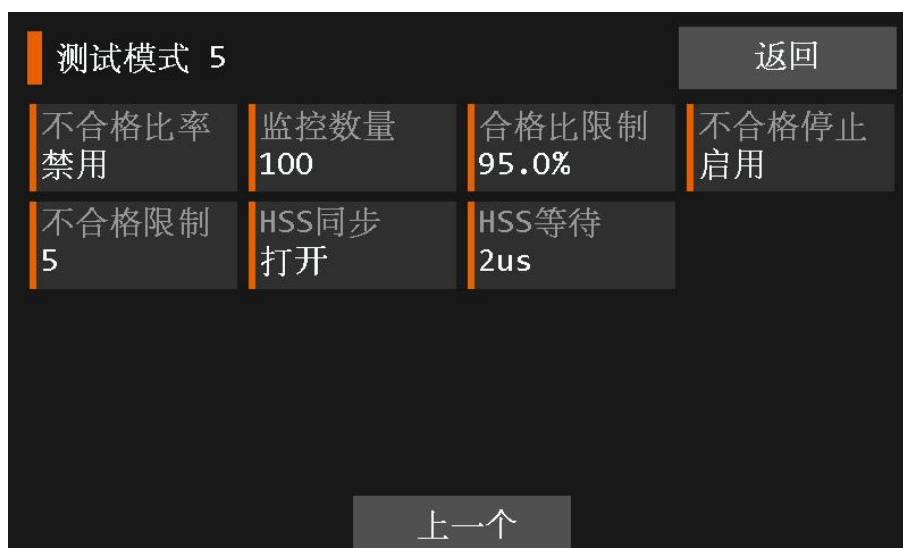 测试模式 5
返回
不合格比率
禁用
监控数量
100
合格比限制
95.0%
不合格停止
启用
不合格限制
5
HSS同步
打开
HSS等待
2us
上一个